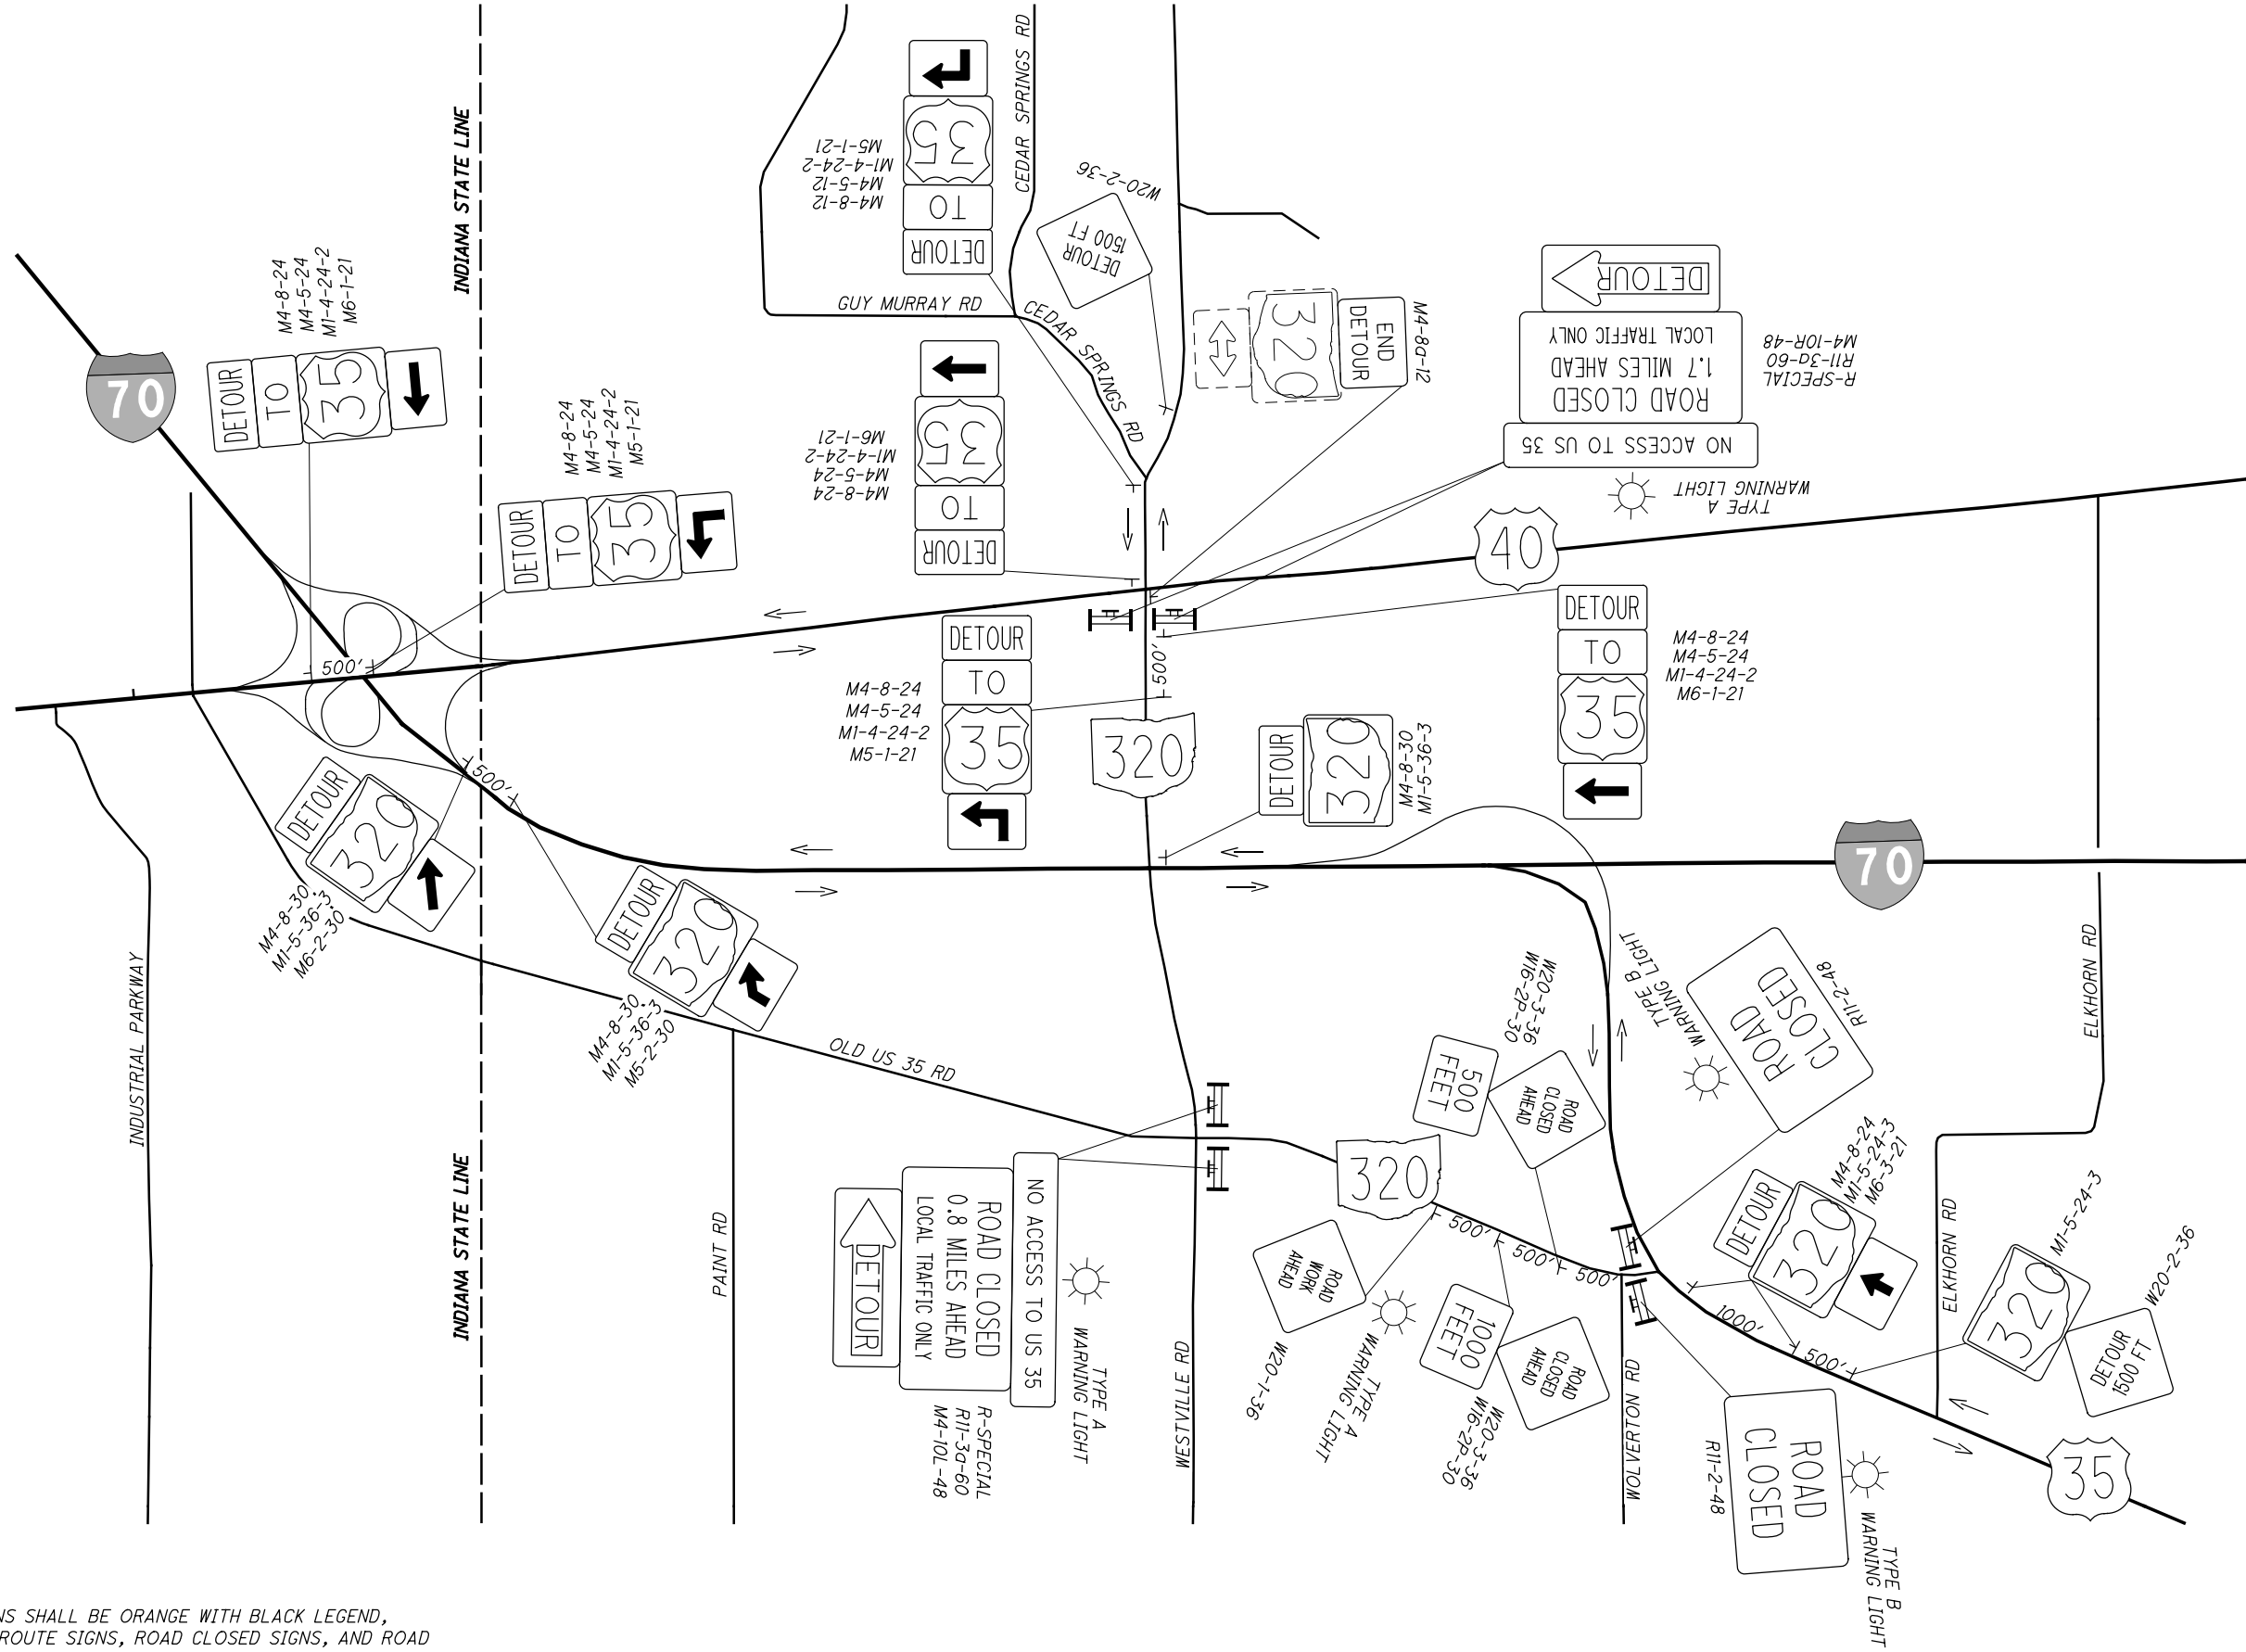 INDIANA STATE LINE
CEDAR SPRINGS RD
35
TO
DETOUR
M5-1-21
M1-4-24-2
M4-5-12
M4-8-12
W20-2-36
DETOUR
1500 FT
GUY MURRAY RD
CEDAR SPRINGS RD
M4-8-24
M4-5-24
M1-4-24-2
M6-1-21
DETOUR
TO
35
70
M4-8-24
M4-5-24
M1-4-24-2
M5-1-21
DETOUR
TO
35
DETOUR
TO
35
M4-8-24
M4-5-24
M1-4-24-2
M6-1-21
END
DETOUR
320
M4-8a-12
NO ACCESS TO US 35
ROAD CLOSED
1.7 MILES AHEAD
LOCAL TRAFFIC ONLY
DETOUR
R-SPECIAL
R11-3a-60
M4-10R-48
TYPE A
WARNING LIGHT
40
500'
500'
DETOUR
TO
35
M4-8-24
M4-5-24
M1-4-24-2
M5-1-21
320
DETOUR
320
M4-8-30
M1-5-36-3
DETOUR
TO
35
M4-8-24
M4-5-24
M1-4-24-2
M6-1-21
70
500'
DETOUR
320
M4-8-30
M1-5-36-3
M6-2-30
DETOUR
320
M4-8-30
M1-5-36-3
M5-2-30
INDUSTRIAL PARKWAY
OLD US 35 RD
INDIANA STATE LINE
PAINT RD
NO ACCESS TO US 35
ROAD CLOSED
0.8 MILES AHEAD
LOCAL TRAFFIC ONLY
DETOUR
R-SPECIAL
R11-3a-60
M4-10L-48
TYPE A
WARNING LIGHT
WESTVILLE RD
320
ROAD
WORK
AHEAD
W20-1-36
TYPE A
WARNING LIGHT
500'
500'
500'
ROAD
CLOSED
AHEAD
500
FEET
W20-3-36
W16-2P-30
ROAD
CLOSED
AHEAD
1000
FEET
W20-3-36
W16-2P-30
WOLVERTON RD
TYPE B
WARNING LIGHT
ROAD
CLOSED
R11-2-48
DETOUR
320
M4-8-24
M1-5-24-3
M6-3-21
1000'
500'
ELKHORN RD
ELKHORN RD
320
M1-5-24-3
DETOUR
1500 FT
W20-2-36
35
ROAD
CLOSED
R11-2-48
TYPE B
WARNING LIGHT
NS SHALL BE ORANGE WITH BLACK LEGEND,
ROUTE SIGNS, ROAD CLOSED SIGNS, AND ROAD